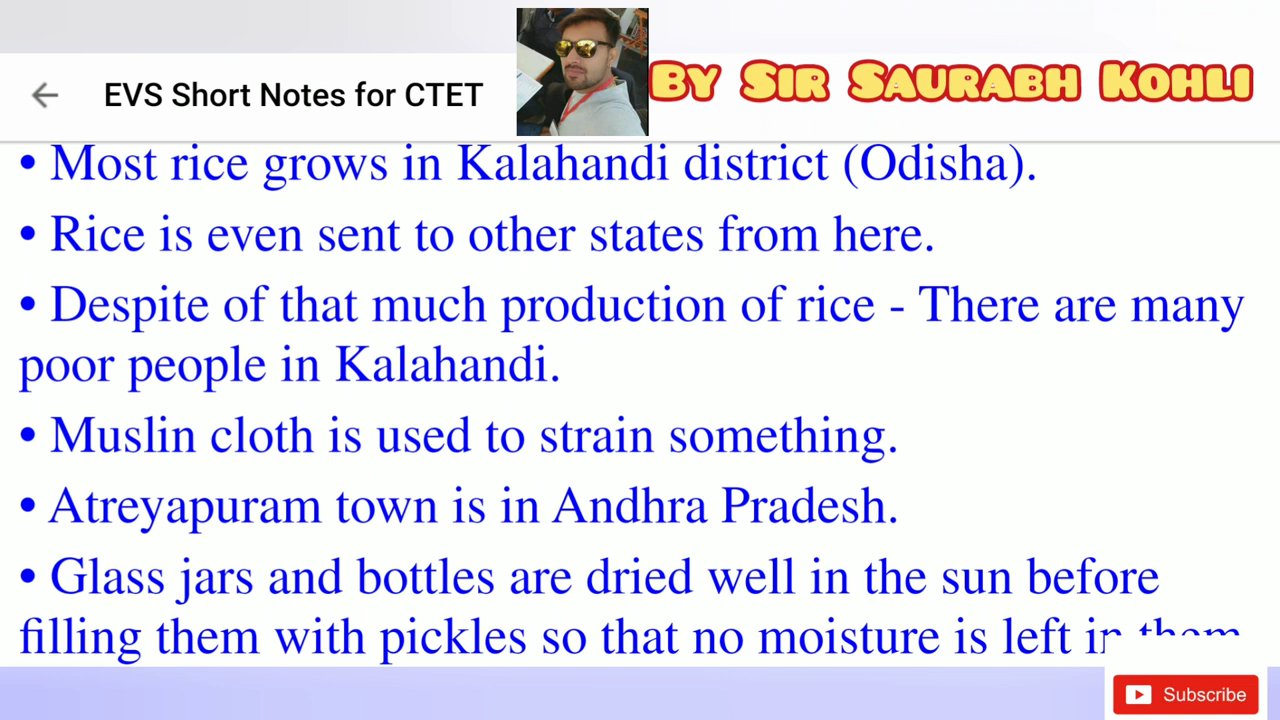 EVS Short Notes for CTET
By Sir Saurabh Kohli
• Most rice grows in Kalahandi district (Odisha).
• Rice is even sent to other states from here.
• Despite of that much production of rice - There are many
poor people in Kalahandi.
• Muslin cloth is used to strain something.
• Atreyapuram town is in Andhra Pradesh.
• Glass jars and bottles are dried well in the sun before
filling them with pickles so that no moisture is left in them
Subscribe